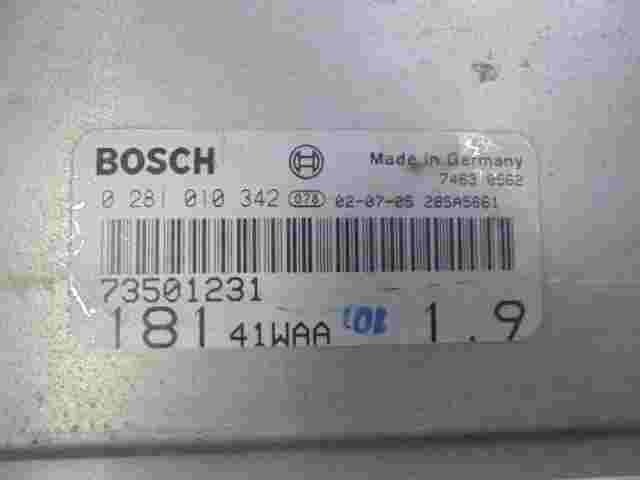 BOSCH
Made in Germany
7463 0562
0 281 010 342 078 02-07-05 285A5661
73501231
181 41WAA 1.9